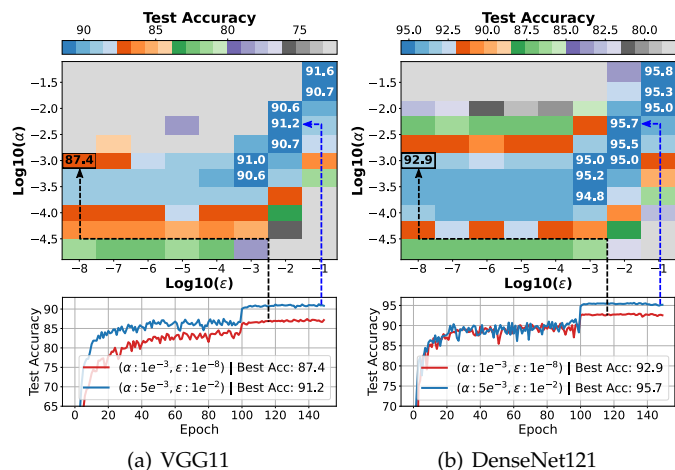 Test Accuracy
90 85 80 75
Log10(α)
−1.5
−2.0
−2.5
−3.0
−3.5
−4.0
−4.5
91.6
90.7
90.6
91.2
90.7
87.4
91.0
90.6
−8 −7 −6 −5 −4 −3 −2 −1
Log10(ε)
Test Accuracy
90
85
80
75
70
65
(α : 1e⁻³, ε : 1e⁻⁸) | Best Acc: 87.4
(α : 5e⁻³, ε : 1e⁻²) | Best Acc: 91.2
0 20 40 60 80 100 120 140
Epoch
(a) VGG11
Test Accuracy
95.0 92.5 90.0 87.5 85.0 82.5 80.0
Log10(α)
−1.5
−2.0
−2.5
−3.0
−3.5
−4.0
−4.5
95.8
95.3
95.0
95.7
95.5
92.9
95.0 95.0
95.2
94.8
−8 −7 −6 −5 −4 −3 −2 −1
Log10(ε)
Test Accuracy
95
90
85
80
75
70
(α : 1e⁻³, ε : 1e⁻⁸) | Best Acc: 92.9
(α : 5e⁻³, ε : 1e⁻²) | Best Acc: 95.7
0 20 40 60 80 100 120 140
Epoch
(b) DenseNet121